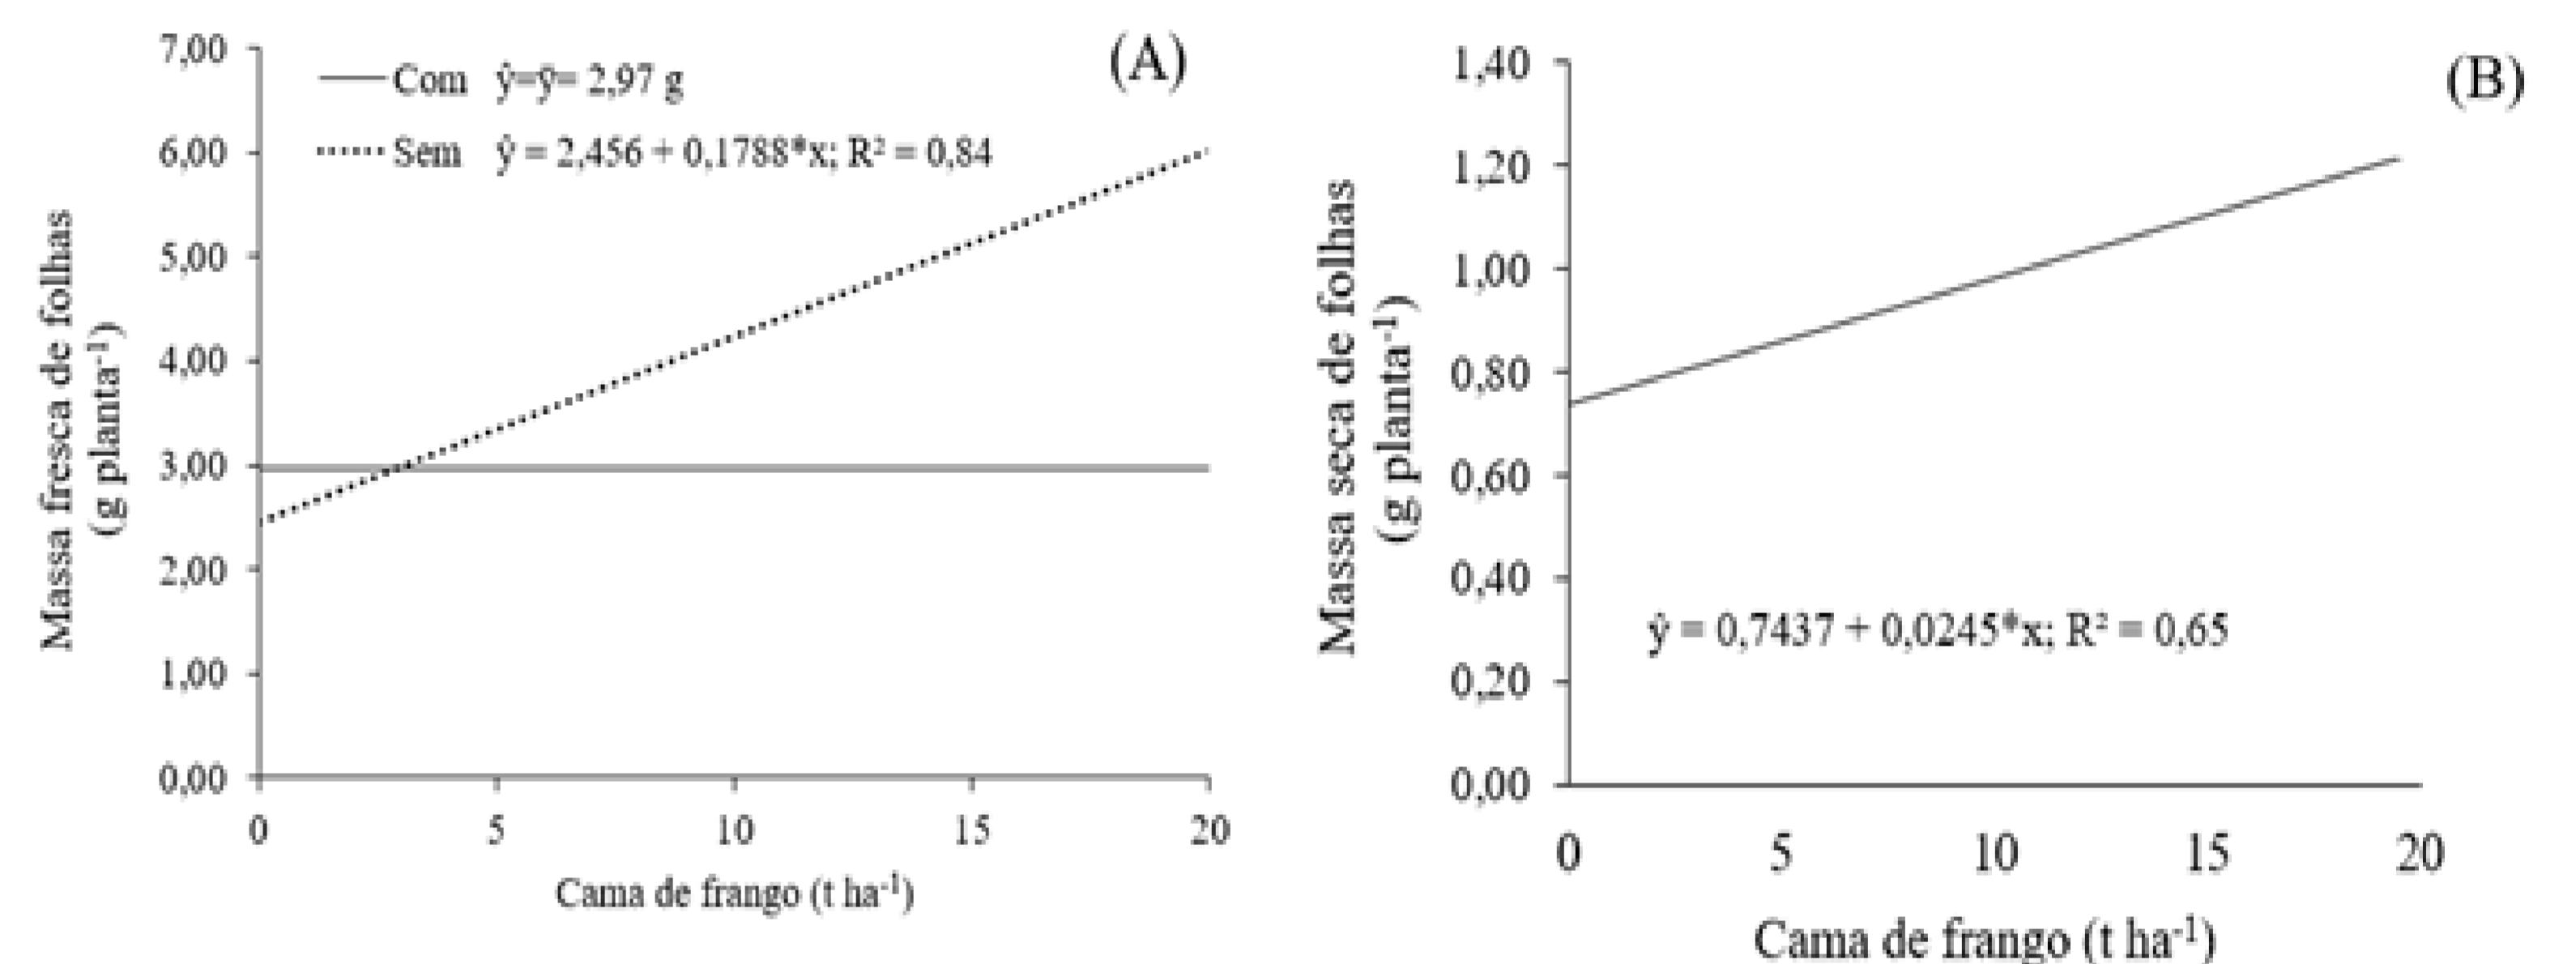 (A)
7,00
6,00
5,00
4,00
3,00
2,00
1,00
0,00
Com ŷ=ȳ= 2,97 g
Sem ŷ = 2,456 + 0,1788*x; R² = 0,84
Massa fresca de folhas
(g planta⁻¹)
0 5 10 15 20
Cama de frango (t ha⁻¹)
(B)
1,40
1,20
1,00
0,80
0,60
0,40
0,20
0,00
Massa seca de folhas
(g planta⁻¹)
ŷ = 0,7437 + 0,0245*x; R² = 0,65
0 5 10 15 20
Cama de frango (t ha⁻¹)